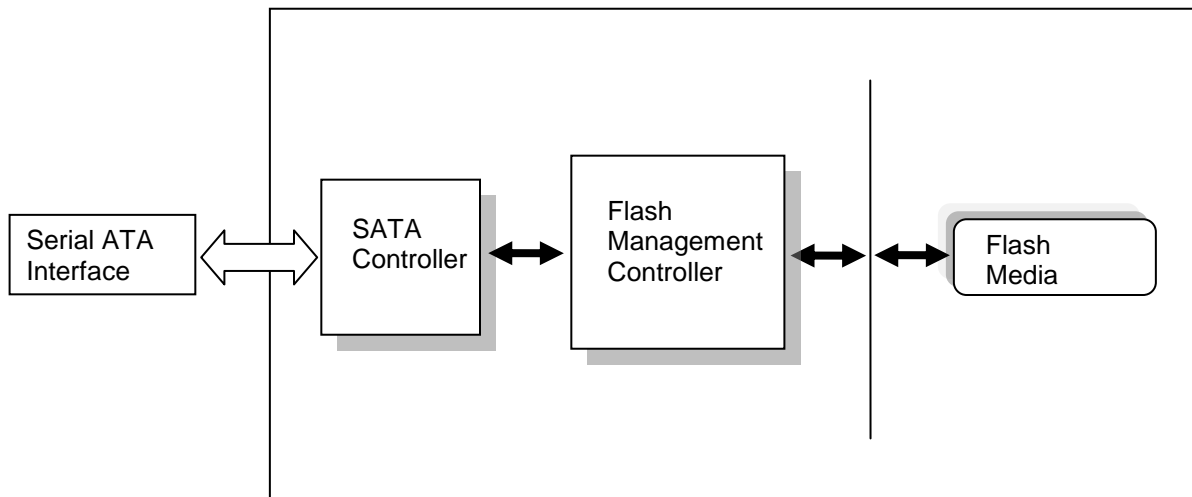 Serial ATA
Interface
SATA
Controller
Flash
Management
Controller
Flash
Media